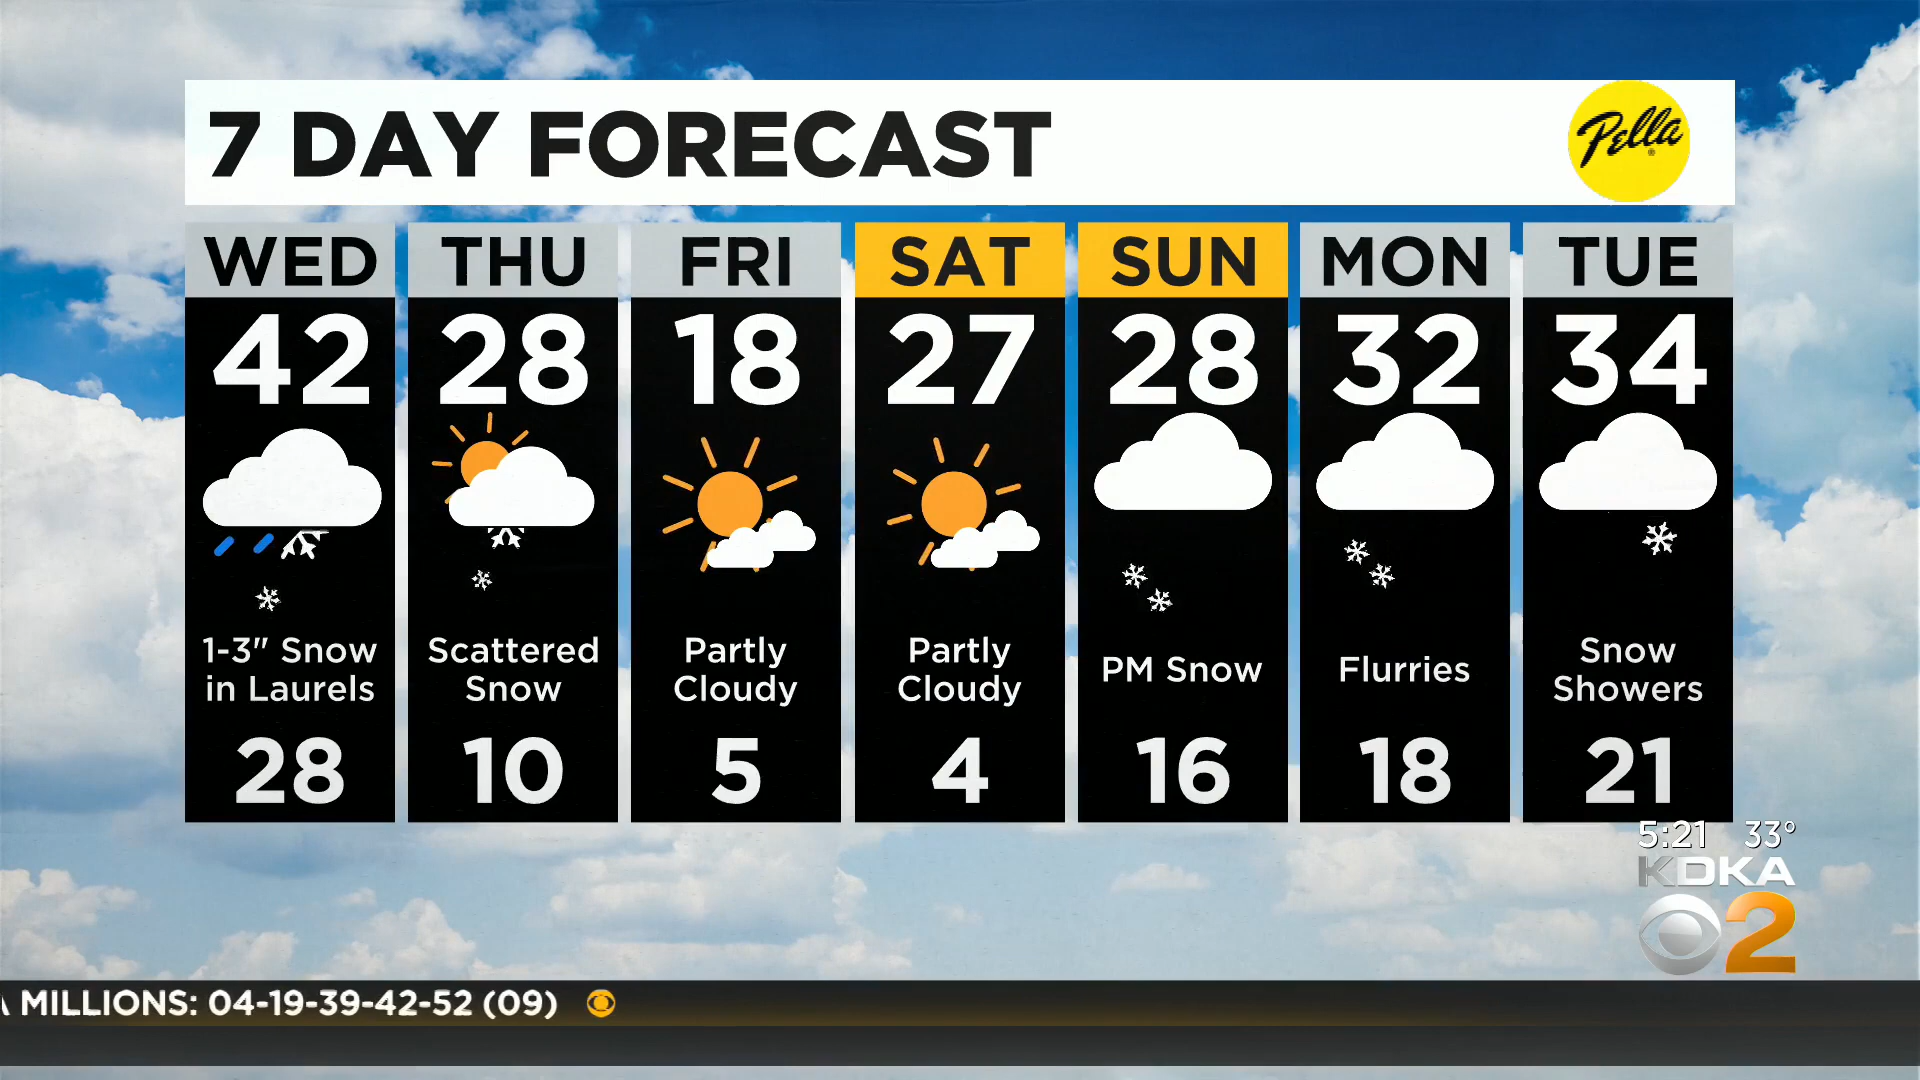 7 DAY FORECAST
Pella
®
WED THU FRI SAT SUN MON TUE
42 28 18 27 28 32 34
1-3" Snow
in Laurels
Scattered
Snow
Partly
Cloudy
Partly
Cloudy
PM Snow
Flurries
Snow
Showers
28 10 5 4 16 18 21
5:21 33°
KDKA
2
MILLIONS: 04-19-39-42-52 (09)